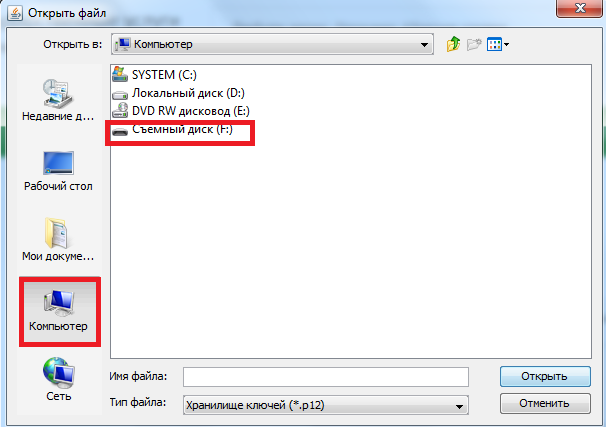 Открыть файл
Открыть в: Компьютер
SYSTEM (C:)
Локальный диск (D:)
DVD RW дисковод (E:)
Съемный диск (F:)
Недавние д...
Рабочий стол
Мои докуме...
Компьютер
Сеть
Имя файла:
Открыть
Тип файла: Хранилище ключей (*.p12)
Отменить